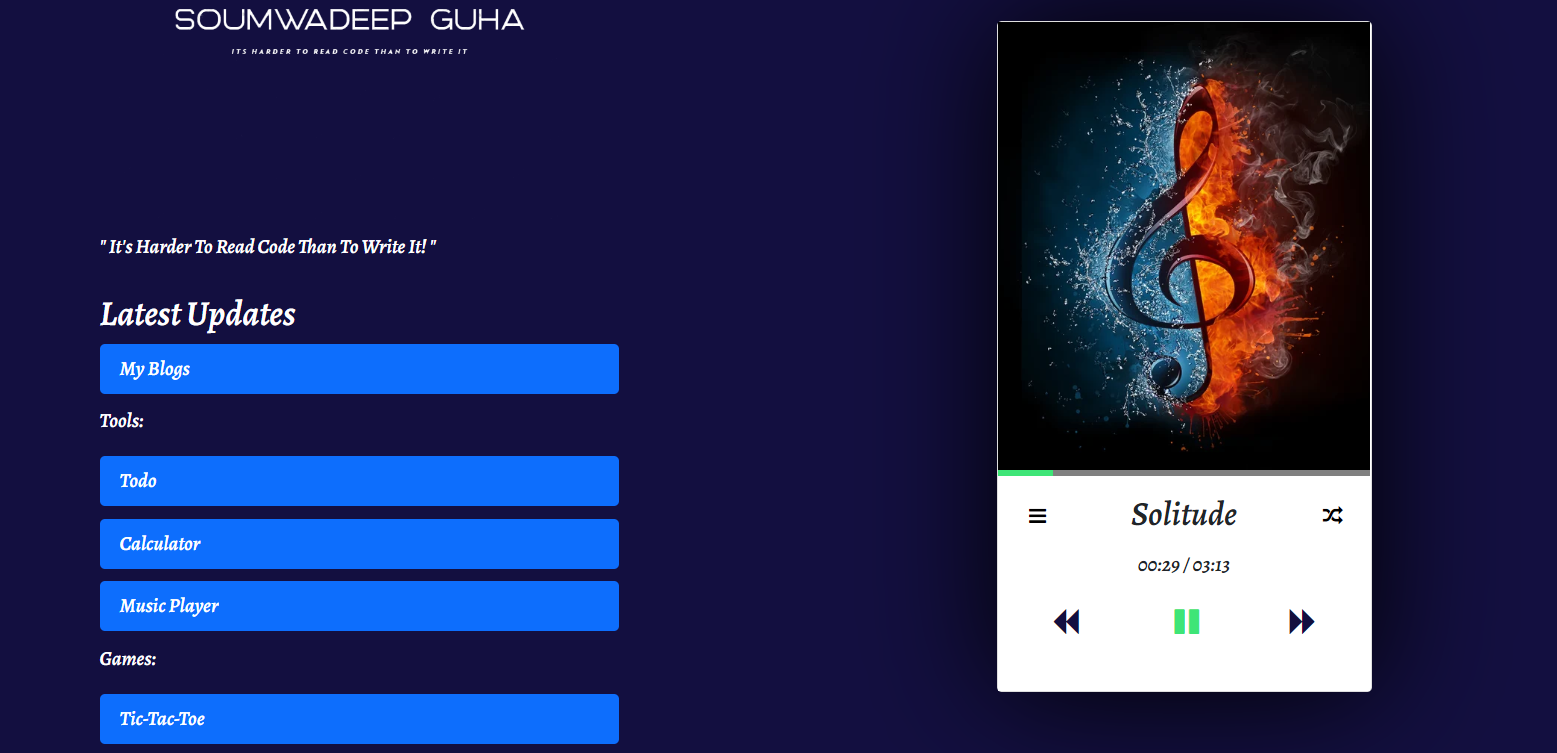 SOUMWADEEP GUHA
ITS HARDER TO READ CODE THAN TO WRITE IT
" It's Harder To Read Code Than To Write It! "
Latest Updates
My Blogs
Tools:
Todo
Calculator
Music Player
Games:
Tic-Tac-Toe
Solitude
00:29 / 03:13